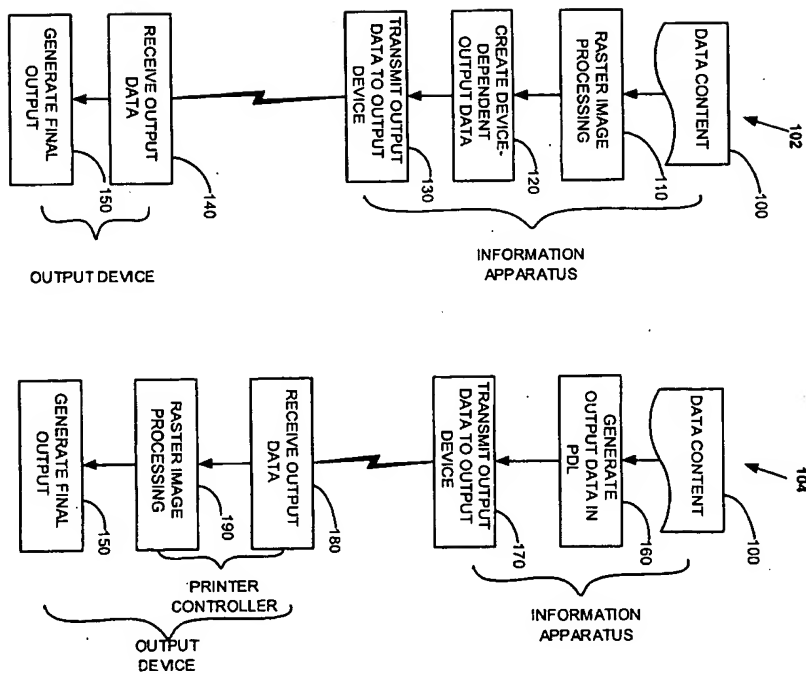 102
DATA CONTENT
100
RASTER IMAGE
PROCESSING
110
CREATE DEVICE-
DEPENDENT
OUTPUT DATA
120
TRANSMIT OUTPUT
DATA TO OUTPUT
DEVICE
130
INFORMATION
APPARATUS
RECEIVE OUTPUT
DATA
140
GENERATE FINAL
OUTPUT
150
OUTPUT DEVICE
104
DATA CONTENT
100
GENERATE
OUTPUT DATA IN
PDL
160
TRANSMIT OUTPUT
DATA TO OUTPUT
DEVICE
170
INFORMATION
APPARATUS
RECEIVE OUTPUT
DATA
180
RASTER IMAGE
PROCESSING
190
PRINTER
CONTROLLER
GENERATE FINAL
OUTPUT
150
OUTPUT
DEVICE